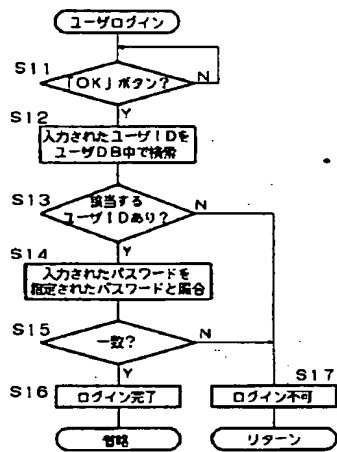 ユーザログイン
S11
「OK」ボタン?
N
Y
S12
入力されたユーザIDを
ユーザDB中で検索
S13
該当する
ユーザIDあり?
N
Y
S14
入力されたパスワードを
指定されたパスワードと照合
S15
一致?
N
Y
S16
ログイン完了
S17
ログイン不可
省略
リターン